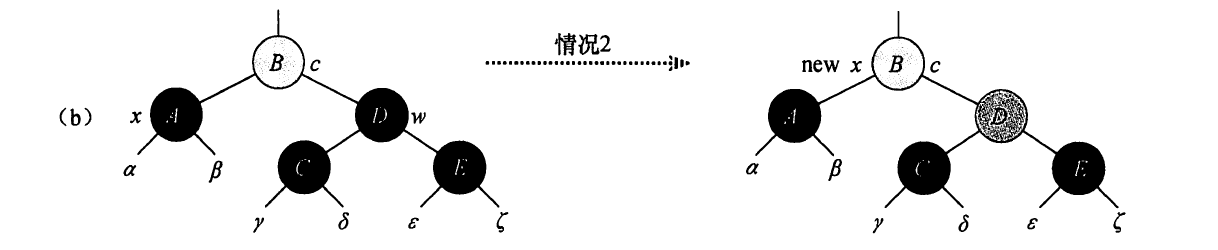 情况2
B c
new x B c
(b) x A
D w
A
D
α β
C
E
α β
C
E
γ δ ε ζ
γ δ ε ζ